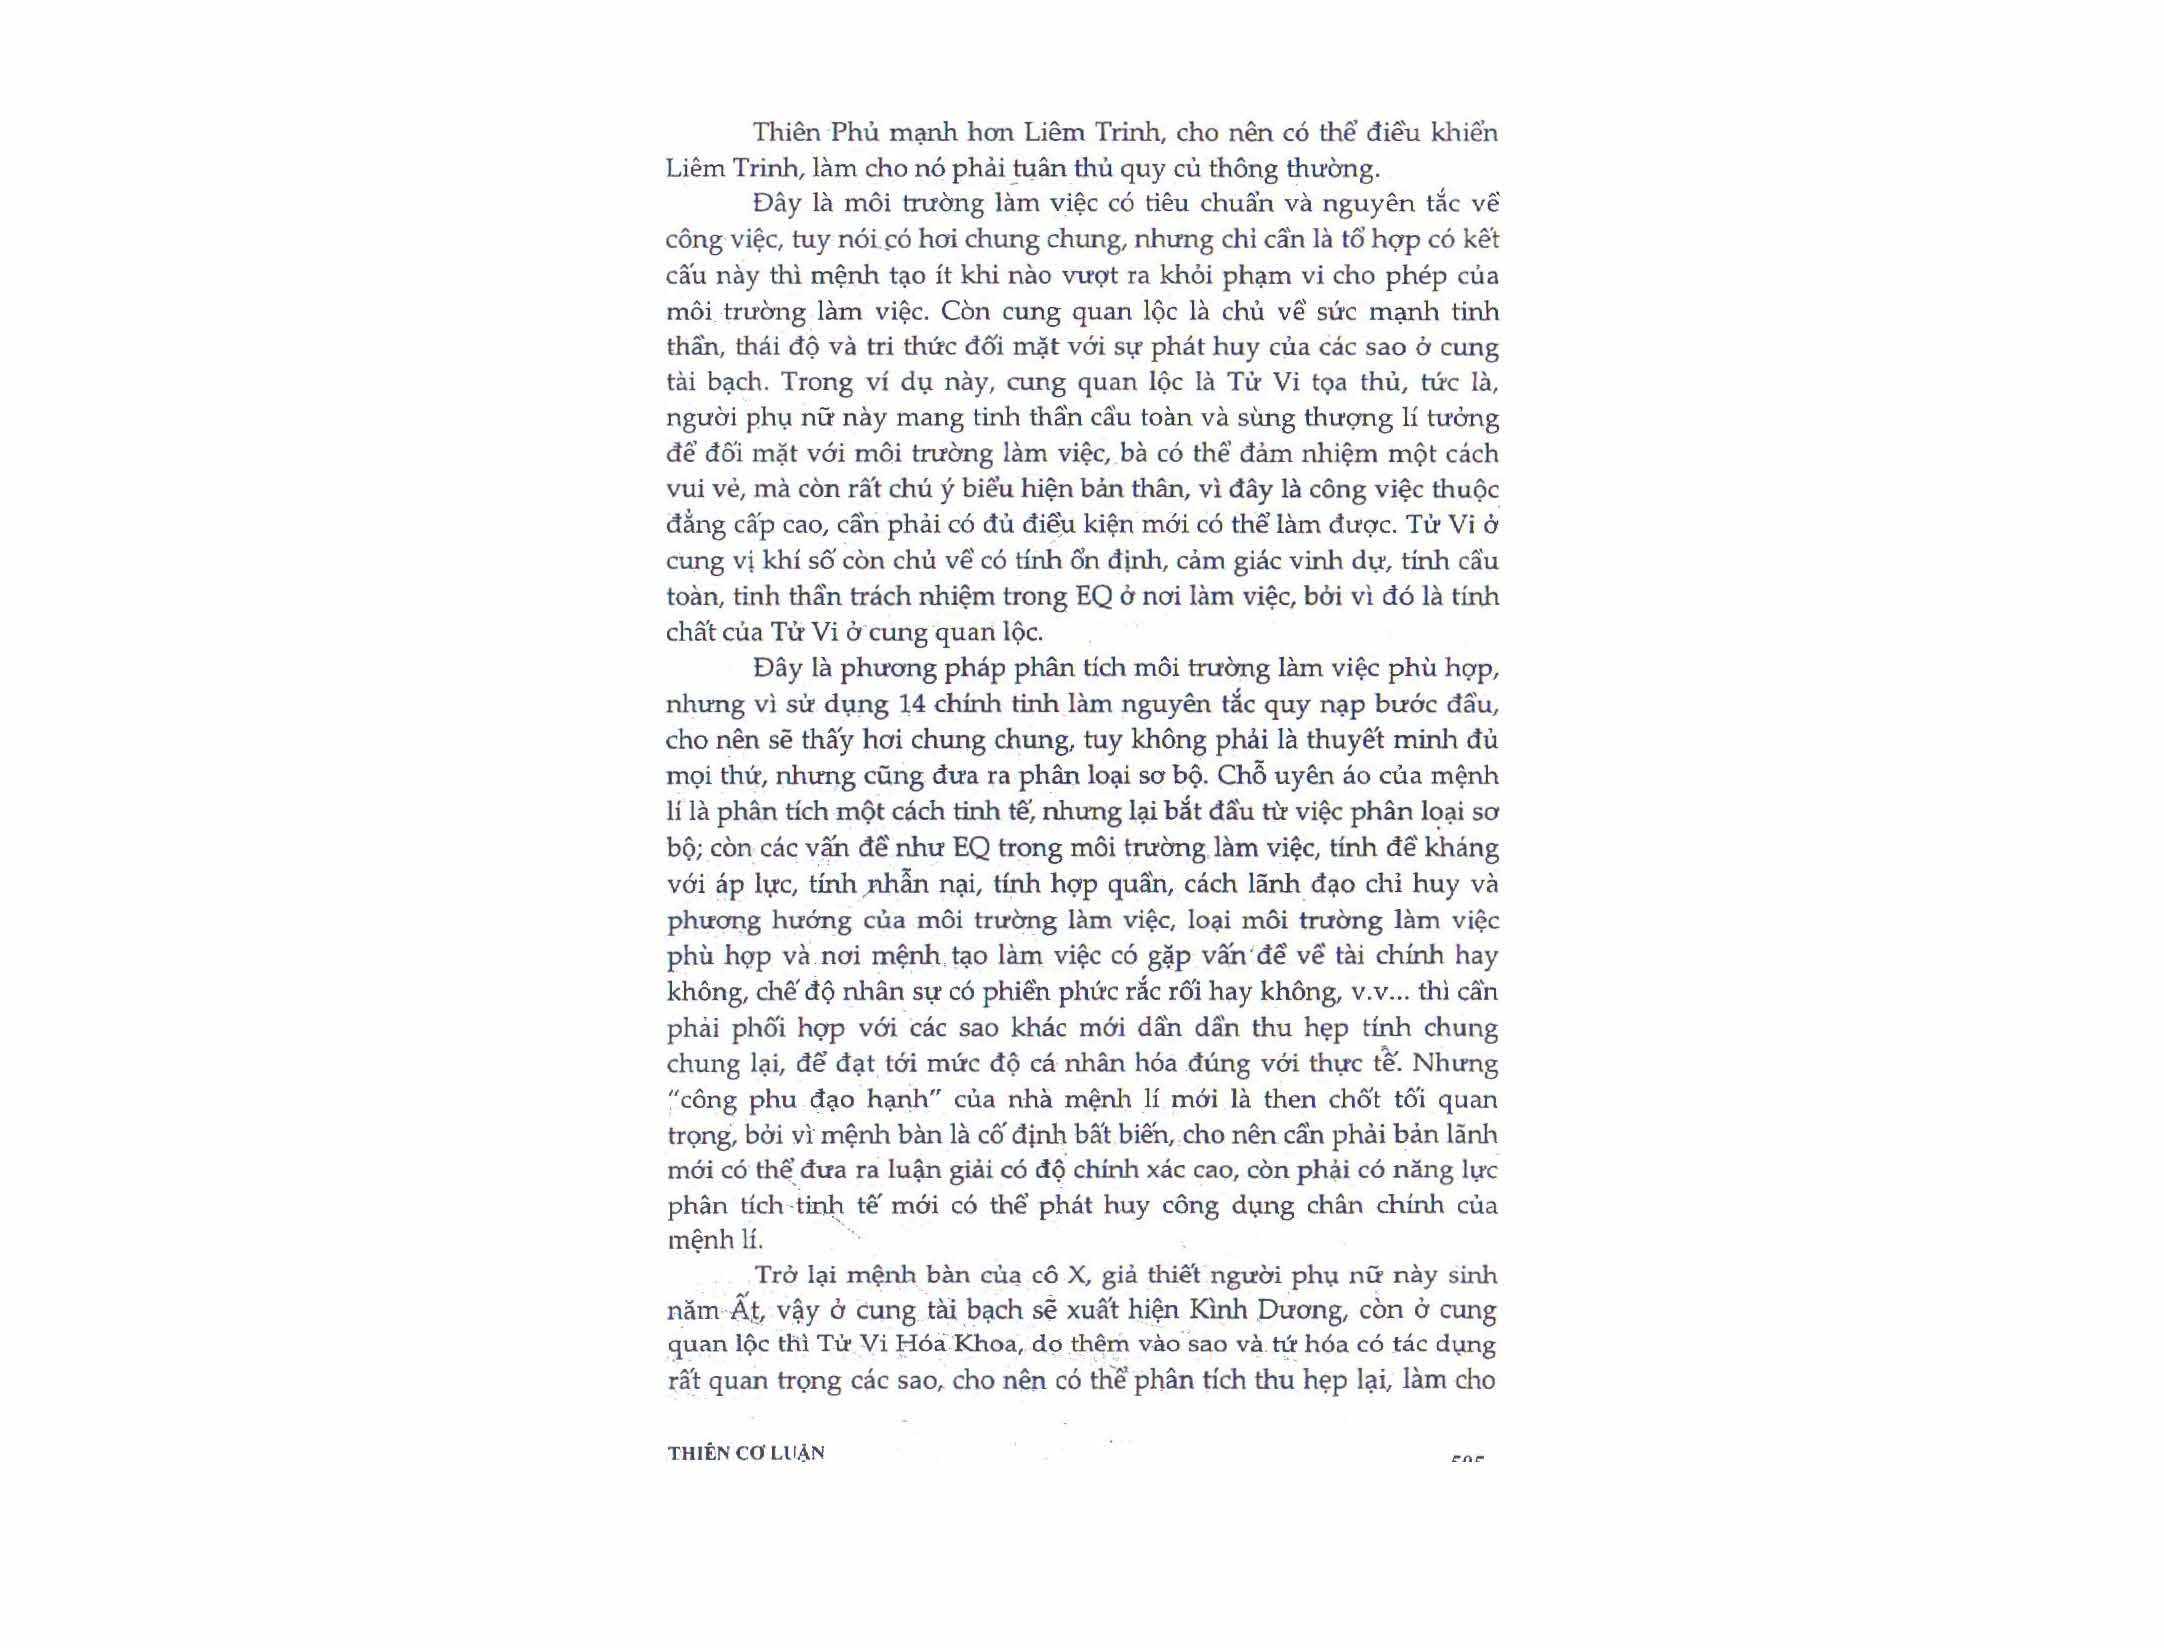 Thiên Phủ mạnh hơn Liêm Trinh, cho nên có thể điều khiển
Liêm Trinh, làm cho nó phải tuân thủ quy củ thông thường.
Đây là môi trường làm việc có tiêu chuẩn và nguyên tắc về
công việc, tuy nói có hơi chung chung, nhưng chỉ cần là tổ hợp có kết
cấu này thì mệnh tạo ít khi nào vượt ra khỏi phạm vi cho phép của
môi trường làm việc. Còn cung quan lộc là chủ về sức mạnh tinh
thần, thái độ và tri thức đối mặt với sự phát huy của các sao ở cung
tài bạch. Trong ví dụ này, cung quan lộc là Tử Vi tọa thủ, tức là,
người phụ nữ này mang tinh thần cầu toàn và sùng thượng lí tưởng
để đối mặt với môi trường làm việc, bà có thể đảm nhiệm một cách
vui vẻ, mà còn rất chú ý biểu hiện bản thân, vì đây là công việc thuộc
đẳng cấp cao, cần phải có đủ điều kiện mới có thể làm được. Tử Vi ở
cung vị khí số còn chủ về có tính ổn định, cảm giác vinh dự, tính cầu
toàn, tinh thần trách nhiệm trong EQ ở nơi làm việc, bởi vì đó là tính
chất của Tử Vi ở cung quan lộc.
Đây là phương pháp phân tích môi trường làm việc phù hợp,
nhưng vì sử dụng 14 chính tinh làm nguyên tắc quy nạp bước đầu,
cho nên sẽ thấy hơi chung chung, tuy không phải là thuyết minh đủ
mọi thứ, nhưng cũng đưa ra phân loại sơ bộ. Chỗ uyên áo của mệnh
lí là phân tích một cách tinh tế, nhưng lại bắt đầu từ việc phân loại sơ
bộ; còn các vấn đề như EQ trong môi trường làm việc, tính đề kháng
với áp lực, tính nhẫn nại, tính hợp quần, cách lãnh đạo chỉ huy và
phương hướng của môi trường làm việc, loại môi trường làm việc
phù hợp và nơi mệnh tạo làm việc có gặp vấn đề về tài chính hay
không, chế độ nhân sự có phiền phức rắc rối hay không, v.v... thì cần
phải phối hợp với các sao khác mới dần dần thu hẹp tính chung
chung lại, để đạt tới mức độ cá nhân hóa đúng với thực tế. Nhưng
"công phu đạo hạnh" của nhà mệnh lí mới là then chốt tối quan
trọng, bởi vì mệnh bàn là cố định bất biến, cho nên cần phải bản lãnh
mới có thể đưa ra luận giải có độ chính xác cao, còn phải có năng lực
phân tích tinh tế mới có thể phát huy công dụng chân chính của
mệnh lí.
Trở lại mệnh bàn của cô X, giả thiết người phụ nữ này sinh
năm Ất, vậy ở cung tài bạch sẽ xuất hiện Kình Dương, còn ở cung
quan lộc thì Tử Vi Hóa Khoa, do thêm vào sao và tứ hóa có tác dụng
rất quan trọng các sao, cho nên có thể phân tích thu hẹp lại, làm cho
THIÊN CƠ LUẬN